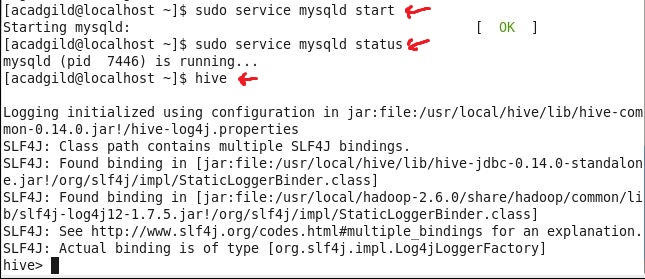 [acadgild@localhost ~]$ sudo service mysqld start
Starting mysqld:                                           [  OK  ]
[acadgild@localhost ~]$ sudo service mysqld status
mysqld (pid  7446) is running...
[acadgild@localhost ~]$ hive
Logging initialized using configuration in jar:file:/usr/local/hive/lib/hive-com
mon-0.14.0.jar!/hive-log4j.properties
SLF4J: Class path contains multiple SLF4J bindings.
SLF4J: Found binding in [jar:file:/usr/local/hive/lib/hive-jdbc-0.14.0-standalon
e.jar!/org/slf4j/impl/StaticLoggerBinder.class]
SLF4J: Found binding in [jar:file:/usr/local/hadoop-2.6.0/share/hadoop/common/li
b/slf4j-log4j12-1.7.5.jar!/org/slf4j/impl/StaticLoggerBinder.class]
SLF4J: See http://www.slf4j.org/codes.html#multiple_bindings for an explanation.
SLF4J: Actual binding is of type [org.slf4j.impl.Log4jLoggerFactory]
hive>